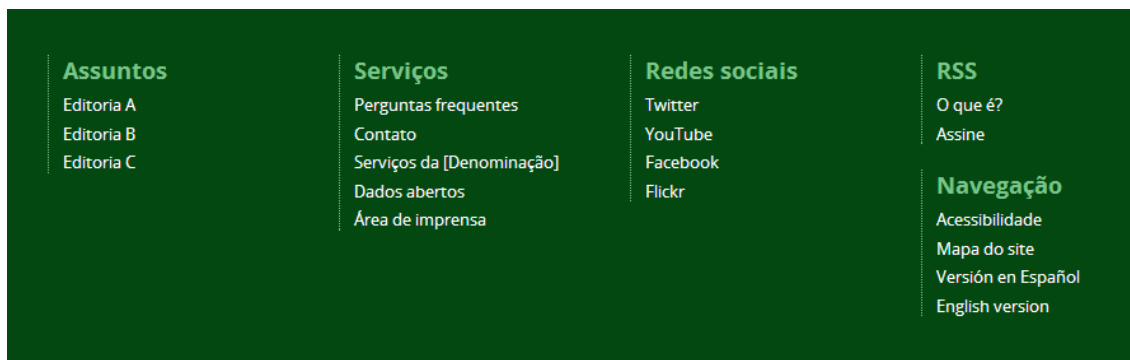 Assuntos
Editoria A
Editoria B
Editoria C
Serviços
Perguntas frequentes
Contato
Serviços da [Denominação]
Dados abertos
Área de imprensa
Redes sociais
Twitter
YouTube
Facebook
Flickr
RSS
O que é?
Assine
Navegação
Acessibilidade
Mapa do site
Versión en Español
English version